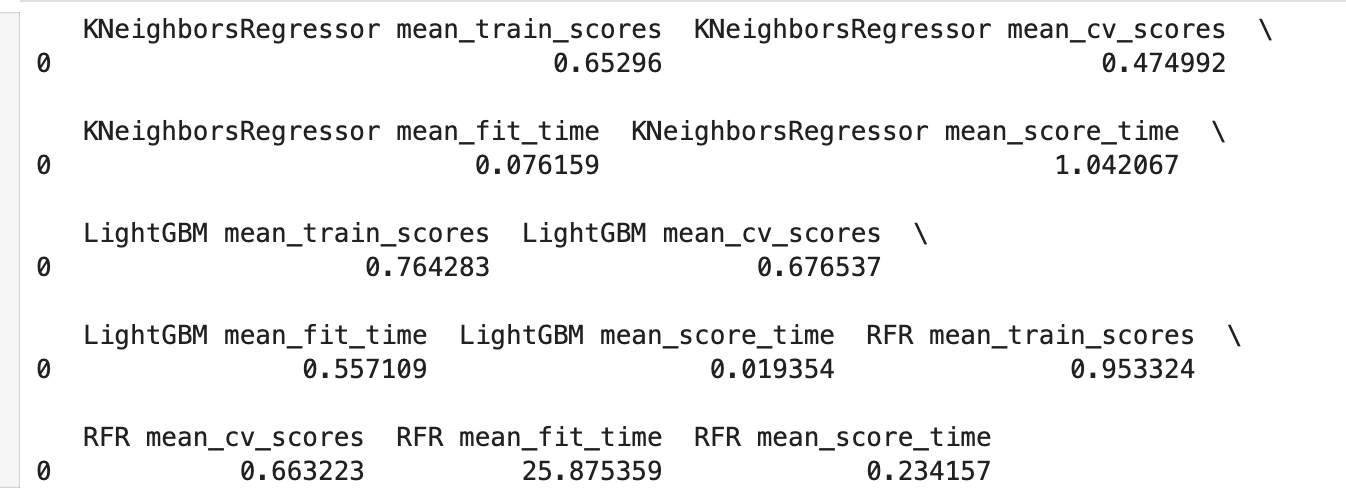 KNeighborsRegressor mean_train_scores  KNeighborsRegressor mean_cv_scores  \
0                                0.65296                            0.474992
KNeighborsRegressor mean_fit_time  KNeighborsRegressor mean_score_time  \
0                           0.076159                             1.042067
LightGBM mean_train_scores  LightGBM mean_cv_scores  \
0                    0.764283                 0.676537
LightGBM mean_fit_time  LightGBM mean_score_time  RFR mean_train_scores  \
0                0.557109                  0.019354               0.953324
RFR mean_cv_scores  RFR mean_fit_time  RFR mean_score_time
0            0.663223          25.875359             0.234157